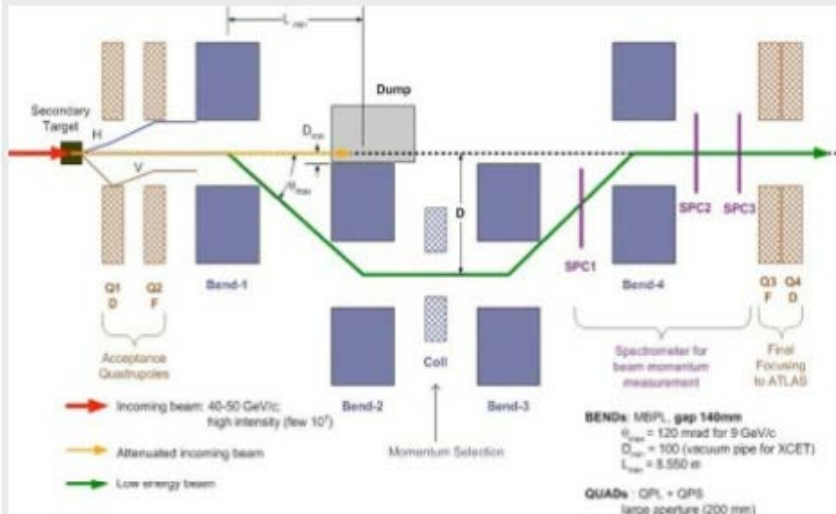 L min
Dump
Secondary
Target
H
V
D min
θ max
D
SPC1
SPC2
SPC3
Q1
D
Q2
F
Bend-1
Bend-4
Q3
F
Q4
D
Acceptance
Quadrupoles
Coll
Spectrometer for
beam momentum
measurement
Final
Focusing
to ATLAS
Bend-2
Bend-3
Incoming beam: 40-50 GeV/c;
high intensity (few 10⁷)
Attenuated incoming beam
Low energy beam
Momentum Selection
BENDs: MBPL, gap 140mm
θmax = 120 mrad for 9 GeV/c
Dmin = 100 (vacuum pipe for XCET)
Lmin = 8.550 m
QUADs : QPL + QPS
large aperture (200 mm)